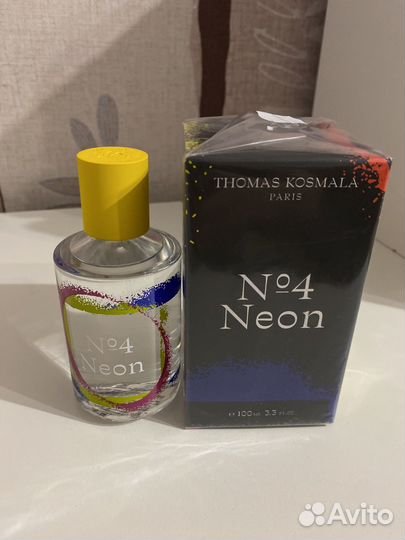 THOMAS KOSMALA
PARIS
Nº4
Neon
℮ 100 ml. 3.3 fl.oz.
Nº4
Neon
Avito